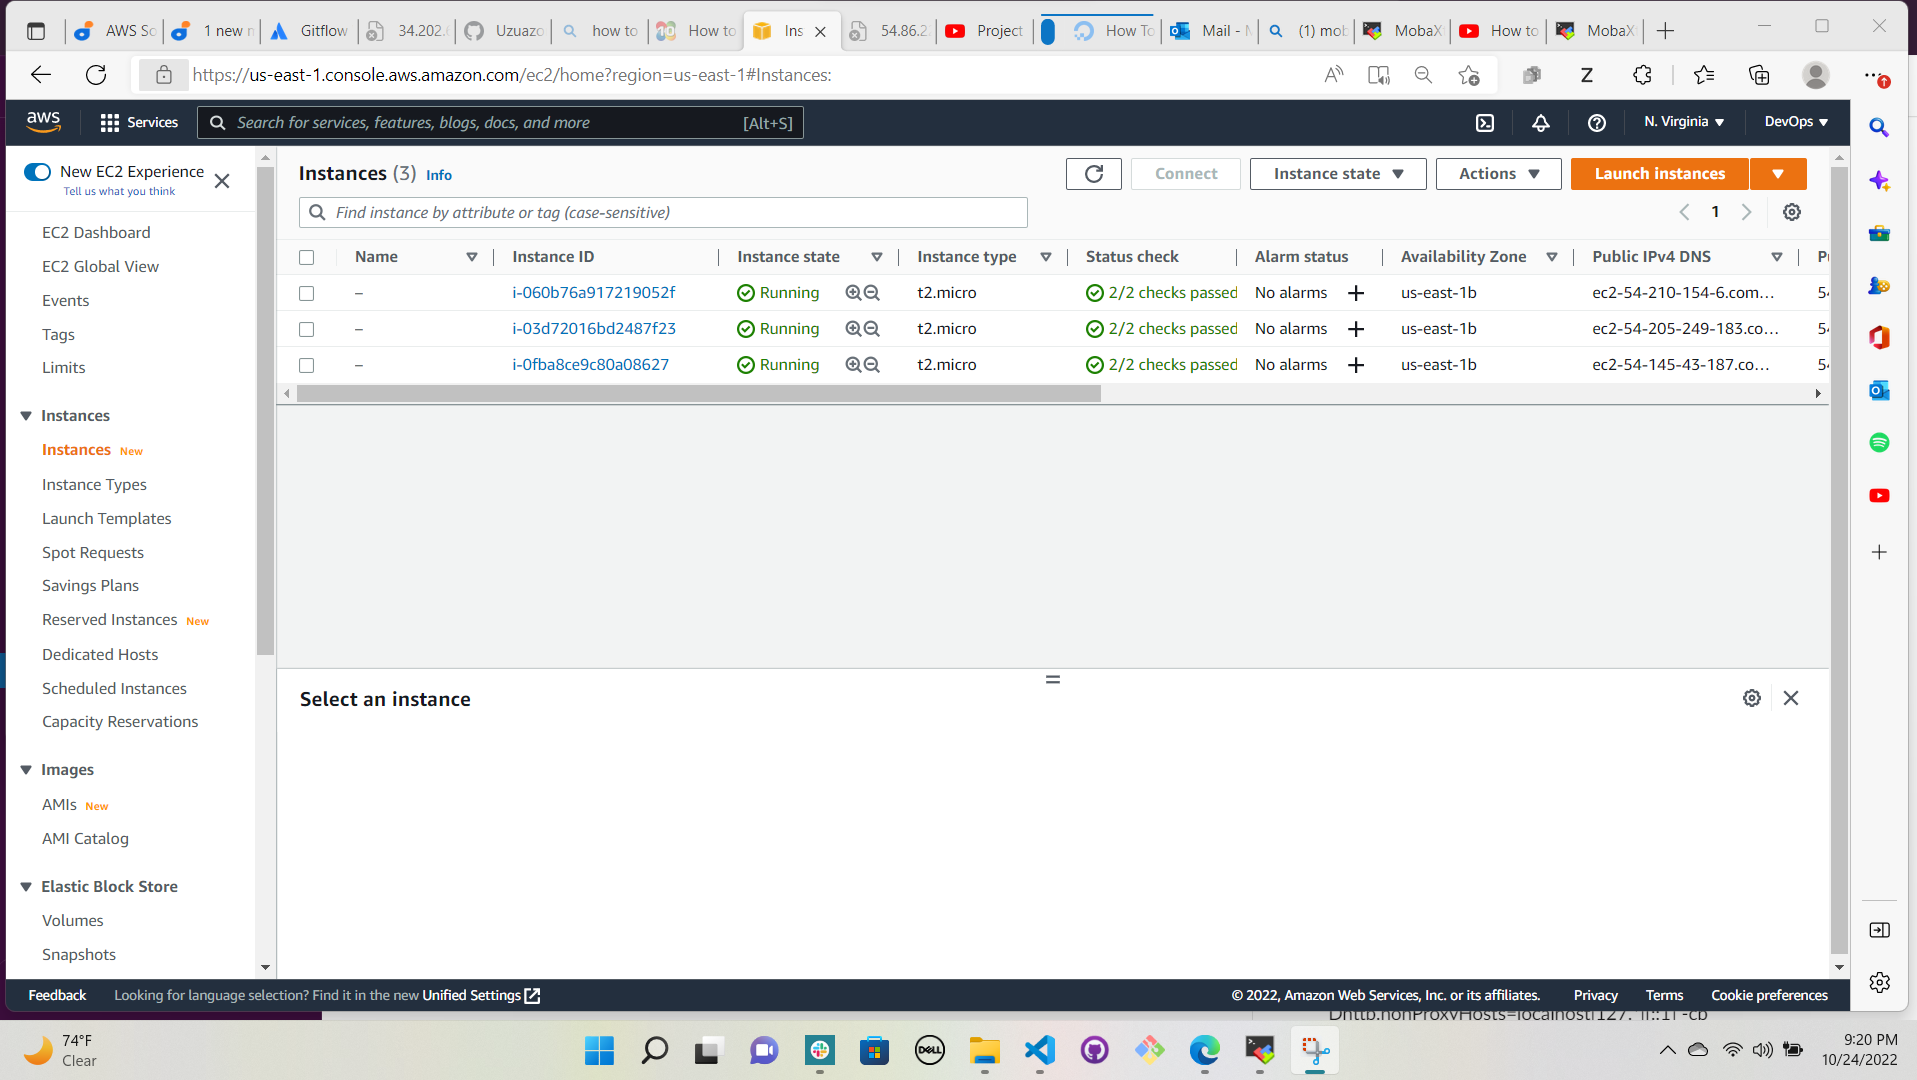 AWS So
1 new n
Gitflow
34.202.
Uzuazo
how to
How to
Ins
54.86.2
Project
How To
Mail - N
(1) mob
MobaX
How to
MobaX
https://us-east-1.console.aws.amazon.com/ec2/home?region=us-east-1#Instances:
aws
Services
Search for services, features, blogs, docs, and more [Alt+S]
N. Virginia
DevOps
New EC2 Experience
Tell us what you think
EC2 Dashboard
EC2 Global View
Events
Tags
Limits
Instances
Instances New
Instance Types
Launch Templates
Spot Requests
Savings Plans
Reserved Instances New
Dedicated Hosts
Scheduled Instances
Capacity Reservations
Images
AMIs New
AMI Catalog
Elastic Block Store
Volumes
Snapshots
Instances (3) Info
Connect
Instance state
Actions
Launch instances
Find instance by attribute or tag (case-sensitive)
1
Name Instance ID Instance state Instance type Status check Alarm status Availability Zone Public IPv4 DNS
– i-060b76a917219052f Running t2.micro 2/2 checks passed No alarms us-east-1b ec2-54-210-154-6.com...
– i-03d72016bd2487f23 Running t2.micro 2/2 checks passed No alarms us-east-1b ec2-54-205-249-183.co...
– i-0fba8ce9c80a08627 Running t2.micro 2/2 checks passed No alarms us-east-1b ec2-54-145-43-187.co...
Select an instance
Feedback
Looking for language selection? Find it in the new Unified Settings
© 2022, Amazon Web Services, Inc. or its affiliates.
Privacy
Terms
Cookie preferences
74°F
Clear
DELL
9:20 PM
10/24/2022